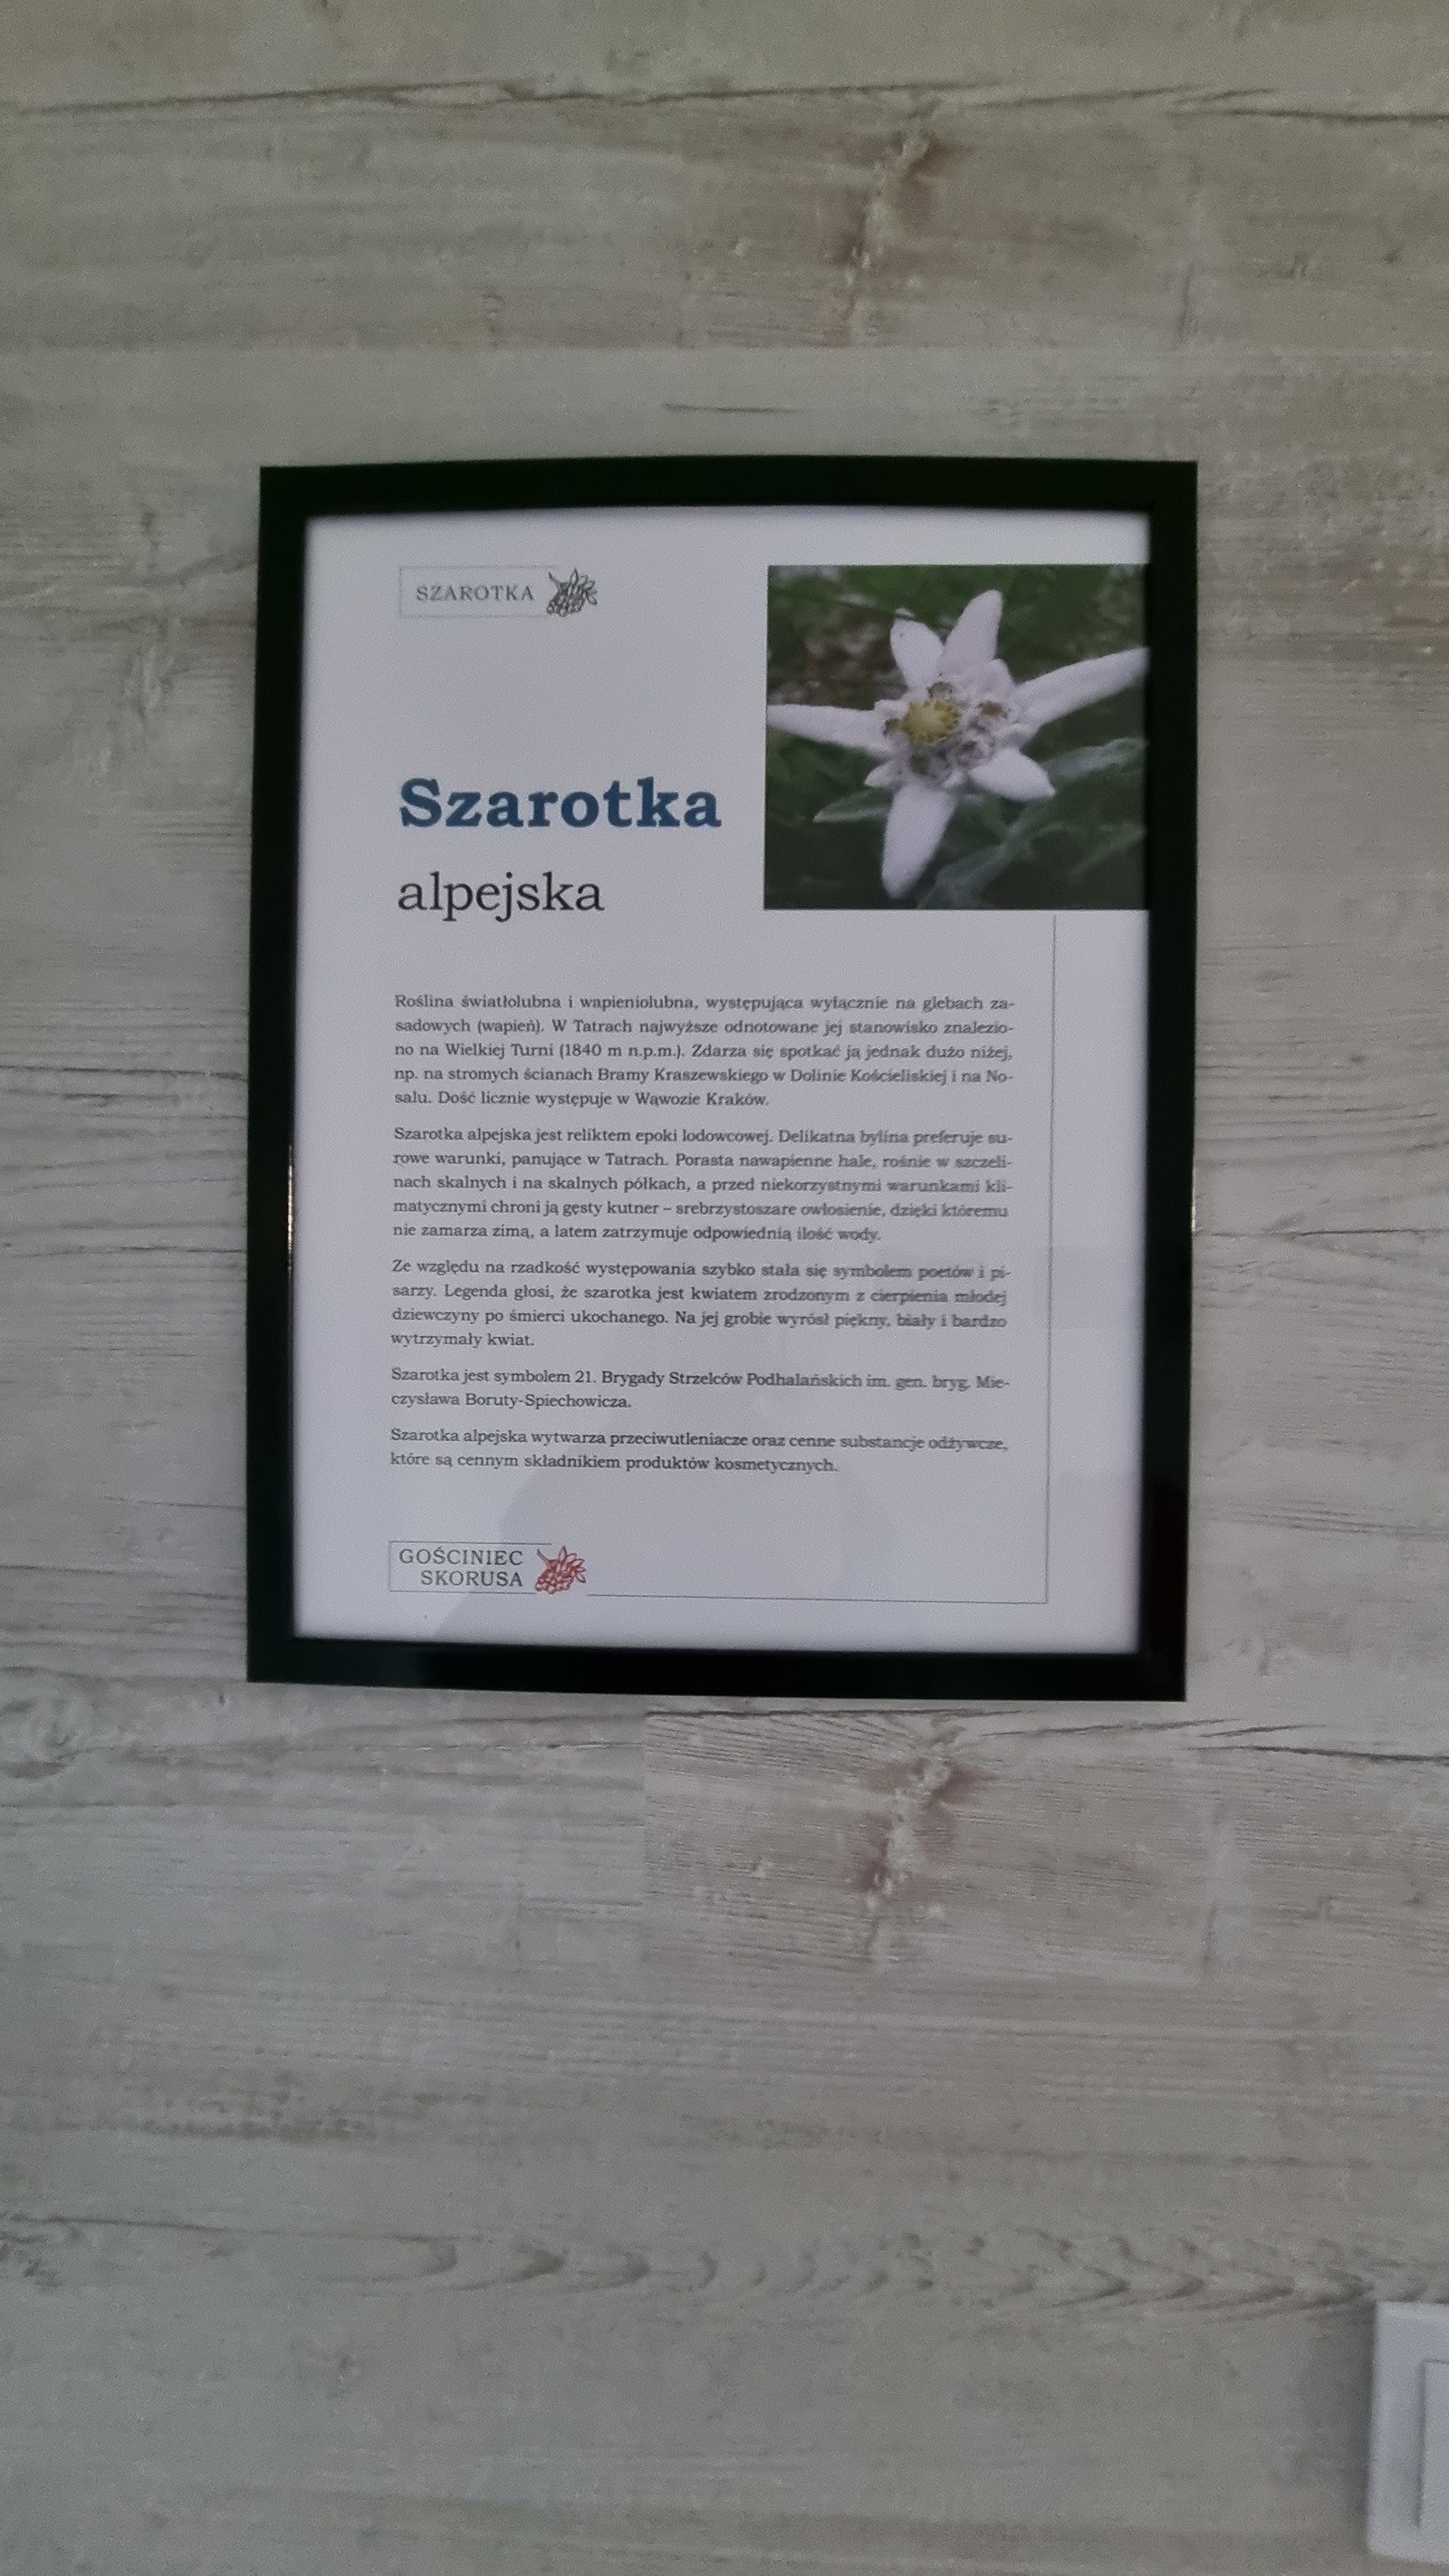 SZAROTKA
Szarotka
alpejska
Roślina światłolubna i wapieniolubna, występująca wyłącznie na glebach za-
sadowych (wapień). W Tatrach najwyższe odnotowane jej stanowisko znalezio-
no na Wielkiej Turni (1840 m n.p.m.). Zdarza się spotkać ją jednak dużo niżej,
np. na stromych ścianach Bramy Kraszewskiego w Dolinie Kościeliskiej i na No-
salu. Dość licznie występuje w Wąwozie Kraków.
Szarotka alpejska jest reliktem epoki lodowcowej. Delikatna bylina preferuje su-
rowe warunki, panujące w Tatrach. Porasta nawapienne hale, rośnie w szczeli-
nach skalnych i na skalnych półkach, a przed niekorzystnymi warunkami kli-
matycznymi chroni ją gęsty kutner – srebrzystoszare owłosienie, dzięki któremu
nie zamarza zimą, a latem zatrzymuje odpowiednią ilość wody.
Ze względu na rzadkość występowania szybko stała się symbolem poetów i pi-
sarzy. Legenda głosi, że szarotka jest kwiatem zrodzonym z cierpienia młodej
dziewczyny po śmierci ukochanego. Na jej grobie wyrósł piękny, biały i bardzo
wytrzymały kwiat.
Szarotka jest symbolem 21. Brygady Strzelców Podhalańskich im. gen. bryg. Mie-
czysława Boruty-Spiechowicza.
Szarotka alpejska wytwarza przeciwutleniacze oraz cenne substancje odżywcze,
które są cennym składnikiem produktów kosmetycznych.
GOŚCINIEC
SKORUSA